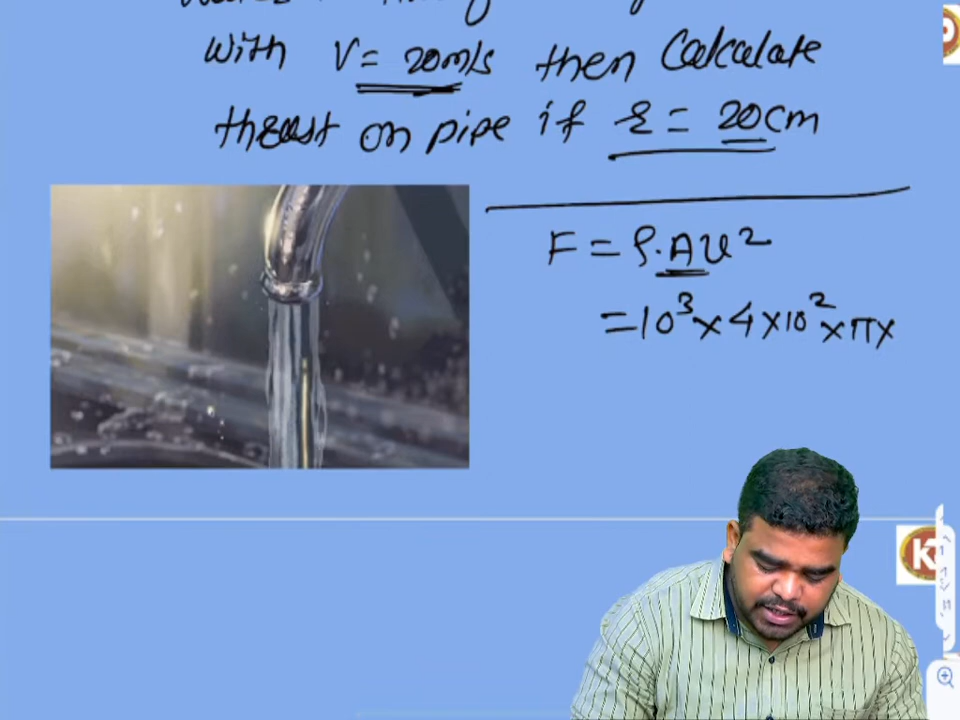 with V= 20m/s then Calculate
thrust on pipe if r = 20cm
F = ρ.Av²
= 10³ × 4 × 10² × π ×
K